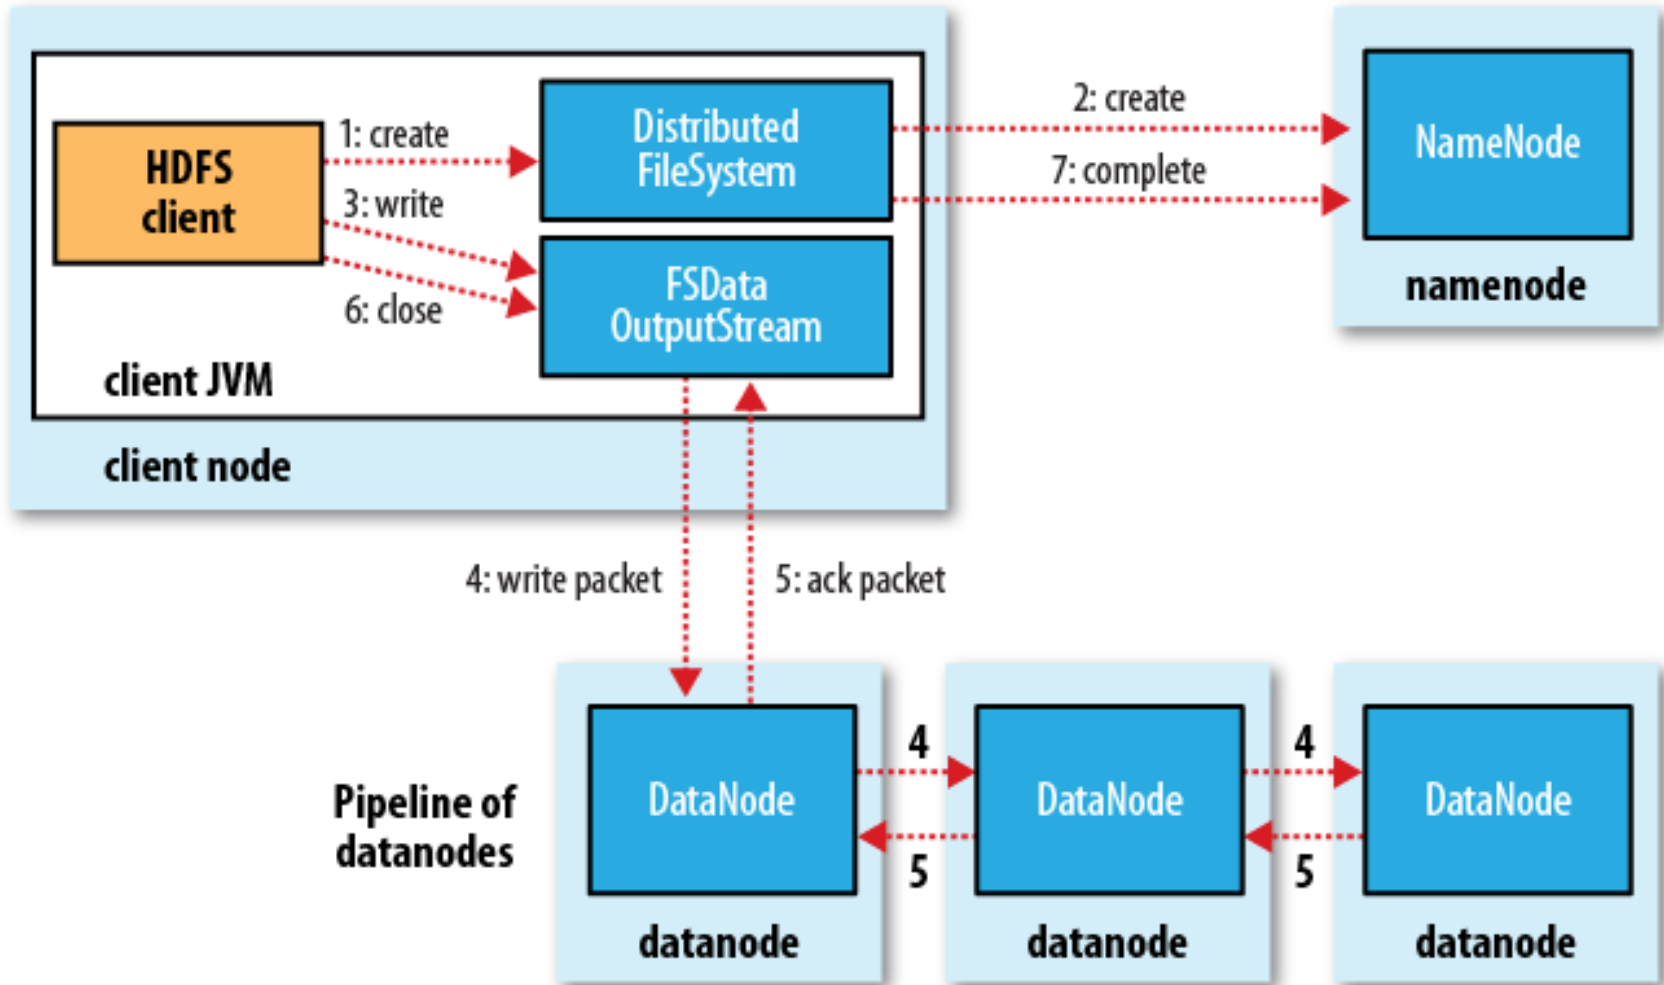 HDFS
client
1: create
3: write
6: close
Distributed
FileSystem
FSData
OutputStream
client JVM
client node
2: create
7: complete
NameNode
namenode
4: write packet
5: ack packet
Pipeline of
datanodes
DataNode
datanode
4
5
DataNode
datanode
4
5
DataNode
datanode